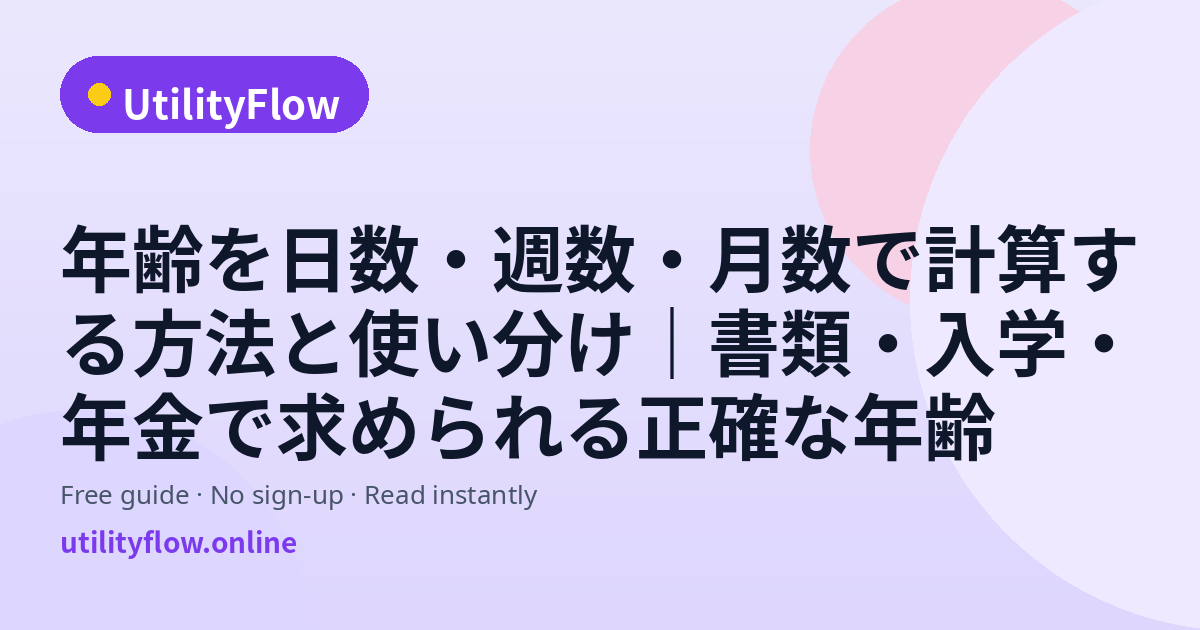 UtilityFlow
年齢を日数・週数・月数で計算す
る方法と使い分け｜書類・入学・
年金で求められる正確な年齢
Free guide · No sign-up · Read instantly
utilityflow.online